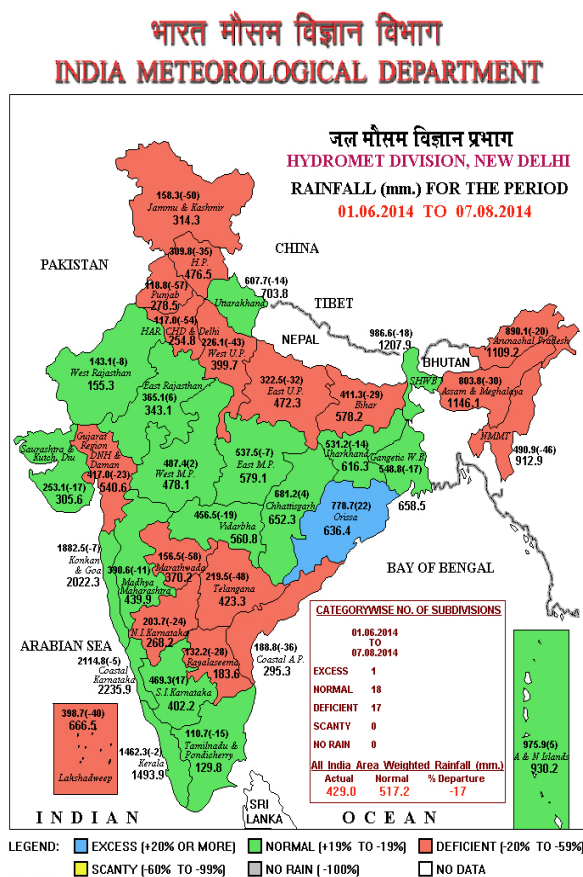 भारत मौसम विज्ञान विभाग
INDIA METEOROLOGICAL DEPARTMENT
जल मौसम विज्ञान प्रभाग
HYDROMET DIVISION, NEW DELHI
RAINFALL (mm.) FOR THE PERIOD
01.06.2014 TO 07.08.2014
158.3(-50)
Jammu & Kashmir
314.3
CHINA
309.8(-35)
H.P.
476.5
PAKISTAN
118.8(-57)
Punjab
278.5
607.7(-14)
703.8
Uttarakhand
TIBET
117.0(-54)
HAR. CHD & Delhi
254.8
226.1(-43)
West U.P.
399.7
NEPAL
986.6(-18)
1207.9
BHUTAN
SHWB
890.1(-20)
Arunachal Pradesh
1109.2
143.1(-8)
West Rajasthan
155.3
East Rajasthan
365.1(6)
343.1
322.5(-32)
East U.P.
472.3
411.3(-29)
Bihar
578.2
803.8(-30)
Assam & Meghalaya
1146.1
NMMT
490.9(-46)
912.9
Saurashtra &
Kutch, Diu
253.1(-17)
305.6
Gujarat
Region
DNH &
Daman
417.0(-23)
540.6
487.4(2)
West M.P.
478.1
537.5(-7)
East M.P.
579.1
531.2(-14)
Jharkhand
616.3
Gangetic W.B.
548.8(-17)
658.5
681.2(4)
Chhattisgarh
652.3
778.7(22)
Orissa
636.4
456.5(-19)
Vidarbha
560.8
1882.5(-7)
Konkan
& Goa
2022.3
390.6(-11)
Madhya
Maharashtra
439.9
156.5(-58)
Marathwada
370.2
219.5(-48)
Telangana
423.3
BAY OF BENGAL
203.7(-24)
N.I.Karnataka
268.2
132.2(-28)
Rayalaseema
183.6
188.8(-36)
Coastal A.P.
295.3
ARABIAN SEA
2114.8(-5)
Coastal
Karnataka
2235.9
469.3(17)
S.I.Karnataka
402.2
398.7(-40)
666.5
Lakshadweep
110.7(-15)
Tamilnadu &
Pondicherry
129.8
1462.3(-2)
Kerala
1493.9
SRI
LANKA
INDIAN OCEAN
975.9(5)
A & N Islands
930.2
CATEGORYWISE NO. OF SUBDIVISIONS
01.06.2014
TO
07.08.2014
EXCESS 1
NORMAL 18
DEFICIENT 17
SCANTY 0
NO RAIN 0
All India Area Weighted Rainfall (mm.)
Actual Normal % Departure
429.0 517.2 -17
LEGEND: EXCESS (+20% OR MORE) NORMAL (+19% TO -19%) DEFICIENT (-20% TO -59%)
SCANTY (-60% TO -99%) NO RAIN (-100%) NO DATA